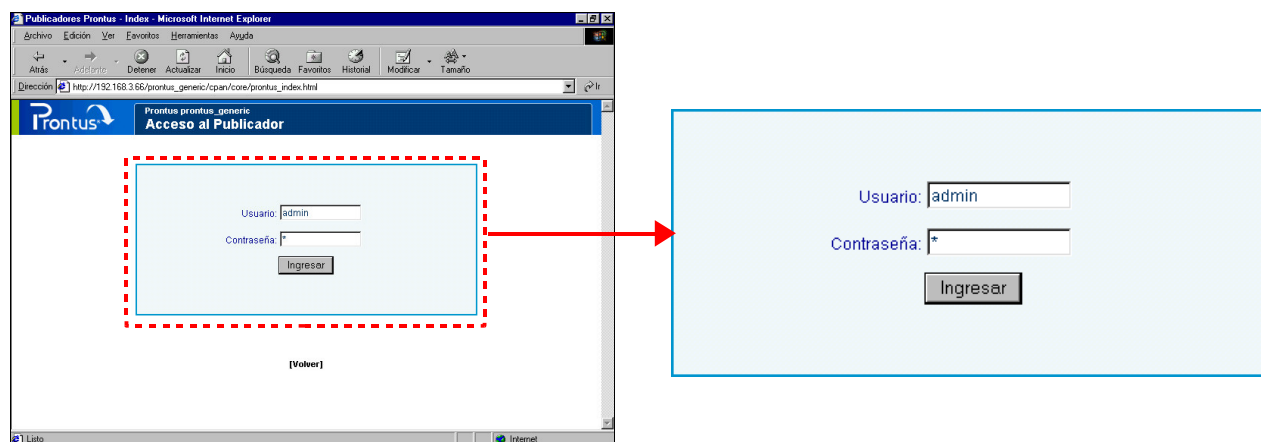 Publicadores Prontus - Index - Microsoft Internet Explorer
Archivo Edición Ver Favoritos Herramientas Ayuda
Atrás Adelante Detener Actualizar Inicio Búsqueda Favoritos Historial Modificar Tamaño
Dirección http://192.168.3.66/prontus_generic/cpan/core/prontus_index.html Ir
Prontus
Prontus prontus_generic
Acceso al Publicador
Usuario: admin
Contraseña: *
Ingresar
[Volver]
Listo Internet
Usuario: admin
Contraseña: *
Ingresar